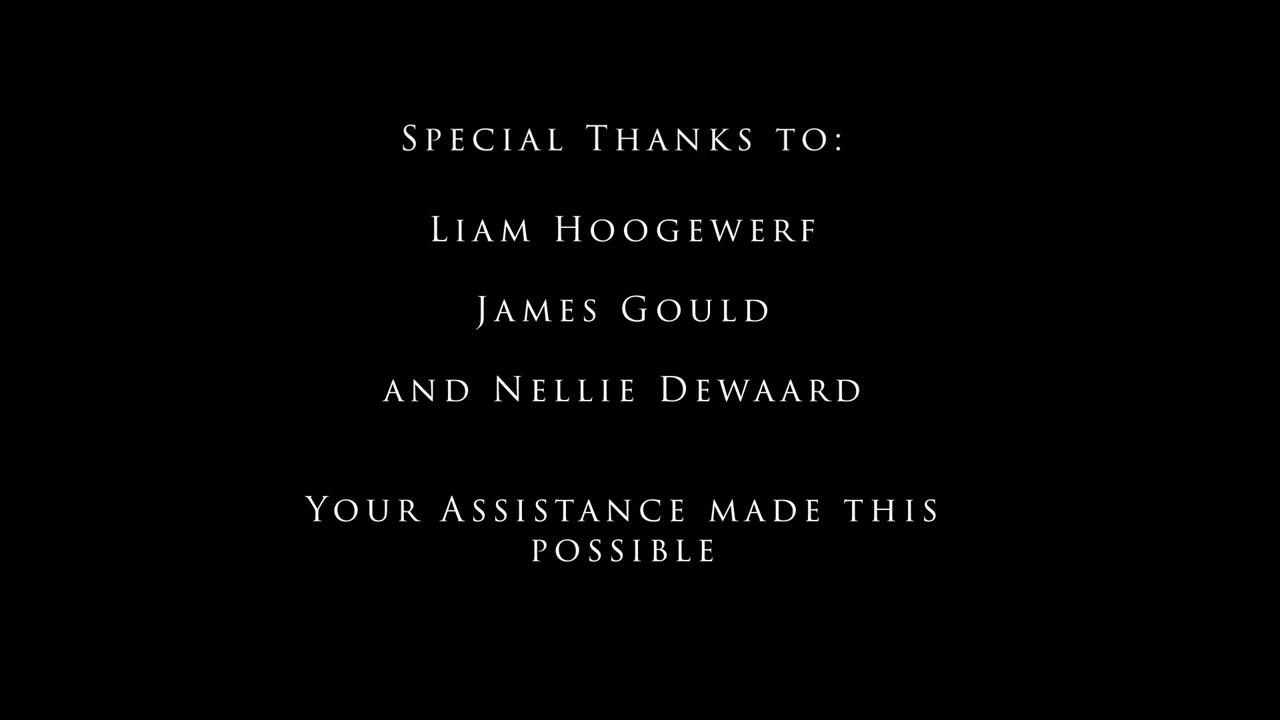 Special Thanks to:
Liam Hoogewerf
James Gould
and Nellie Dewaard
Your Assistance made this
possible